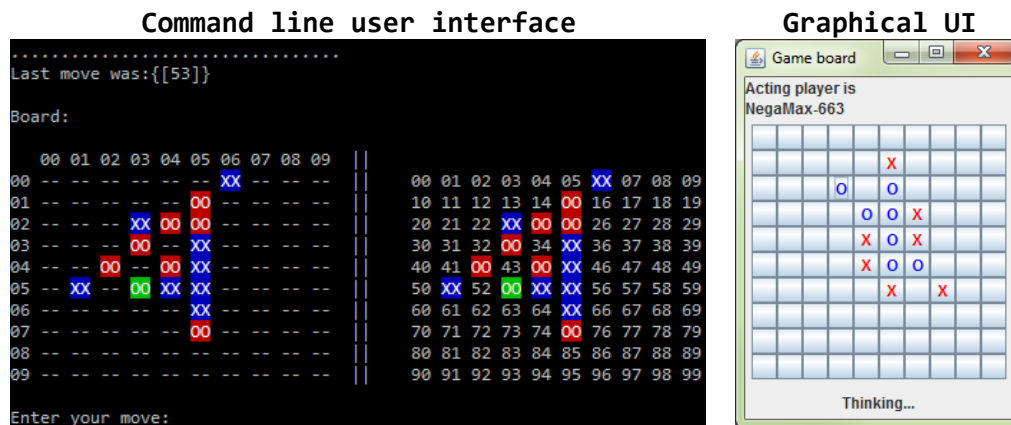 Command line user interface
Graphical UI
..................................
Last move was:{[53]}
Board:
00 01 02 03 04 05 06 07 08 09 ||
00 -- -- -- -- -- -- XX -- -- -- || 00 01 02 03 04 05 XX 07 08 09
01 -- -- -- -- -- OO -- -- -- -- || 10 11 12 13 14 OO 16 17 18 19
02 -- -- -- XX OO OO -- -- -- -- || 20 21 22 XX OO OO 26 27 28 29
03 -- -- -- OO -- XX -- -- -- -- || 30 31 32 OO 34 XX 36 37 38 39
04 -- -- OO -- OO XX -- -- -- -- || 40 41 OO 43 OO XX 46 47 48 49
05 -- XX -- OO XX XX -- -- -- -- || 50 XX 52 OO XX XX 56 57 58 59
06 -- -- -- -- -- XX -- -- -- -- || 60 61 62 63 64 XX 66 67 68 69
07 -- -- -- -- -- OO -- -- -- -- || 70 71 72 73 74 OO 76 77 78 79
08 -- -- -- -- -- -- -- -- -- -- || 80 81 82 83 84 85 86 87 88 89
09 -- -- -- -- -- -- -- -- -- -- || 90 91 92 93 94 95 96 97 98 99
Enter your move:
Game board
Acting player is
NegaMax-663
X
O O
O O X
X O X
X O O
X X
Thinking...